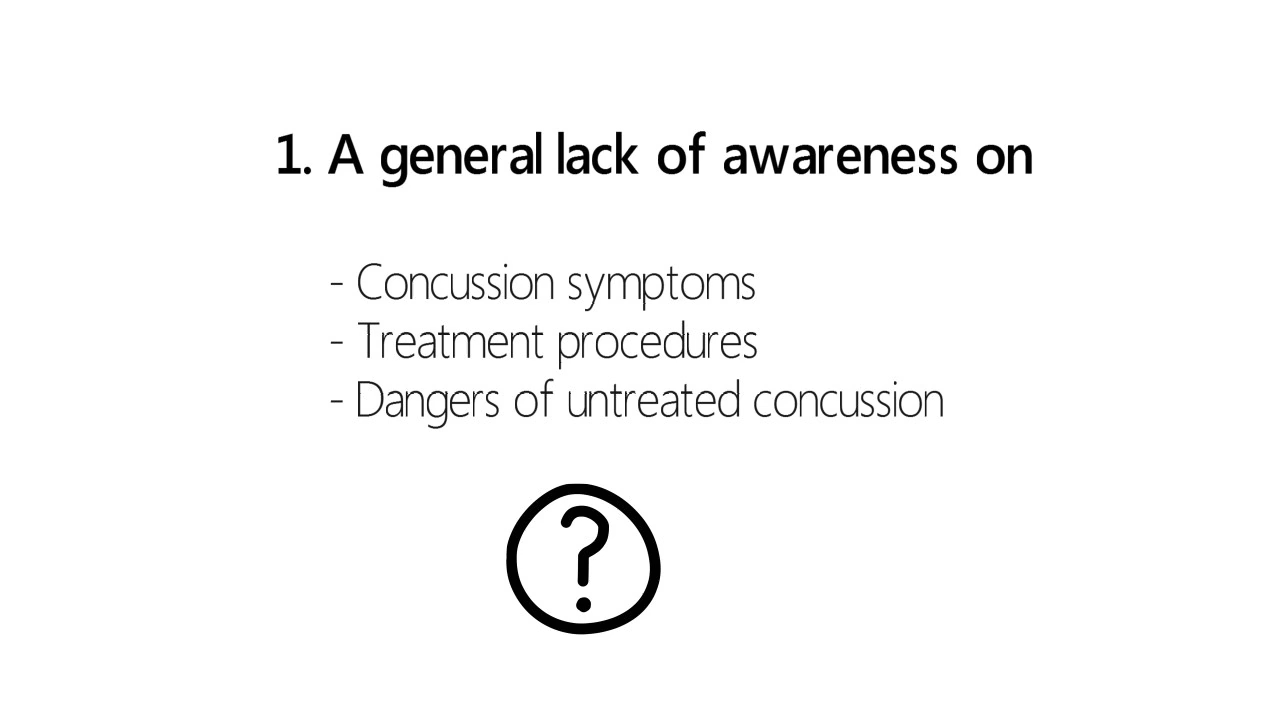 1. A general lack of awareness on
- Concussion symptoms
- Treatment procedures
- Dangers of untreated concussion
?